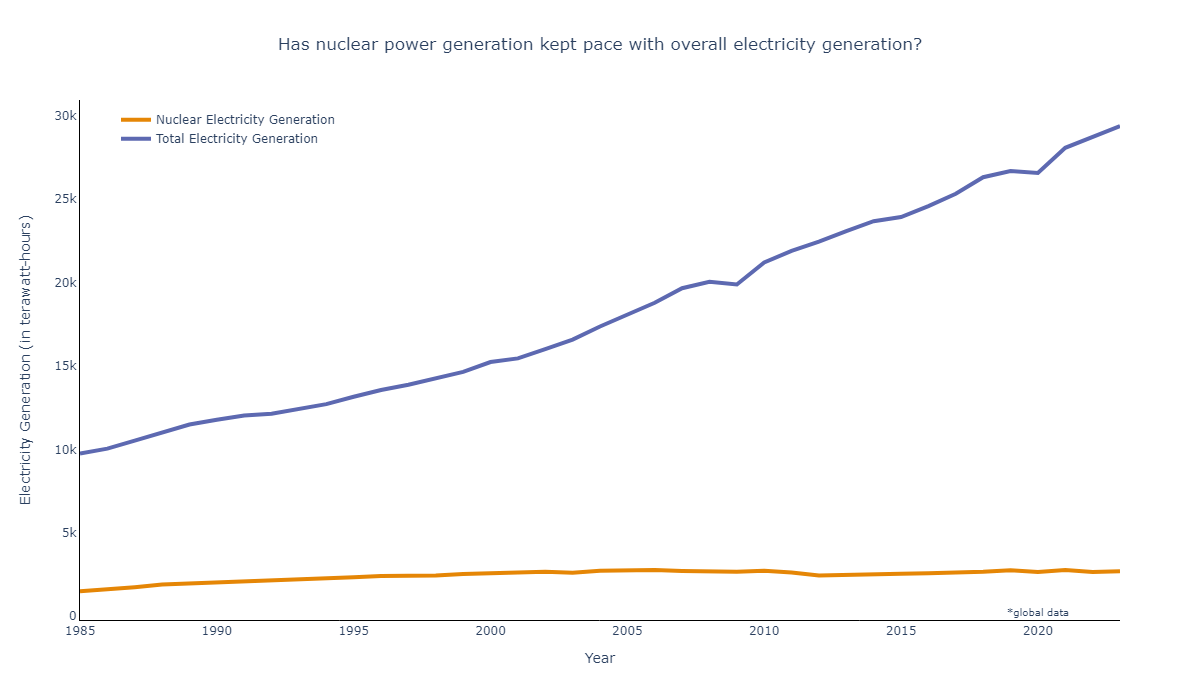 Has nuclear power generation kept pace with overall electricity generation?
Nuclear Electricity Generation
Total Electricity Generation
Electricity Generation (in terawatt-hours)
30k
25k
20k
15k
10k
5k
0
*global data
1985 1990 1995 2000 2005 2010 2015 2020
Year